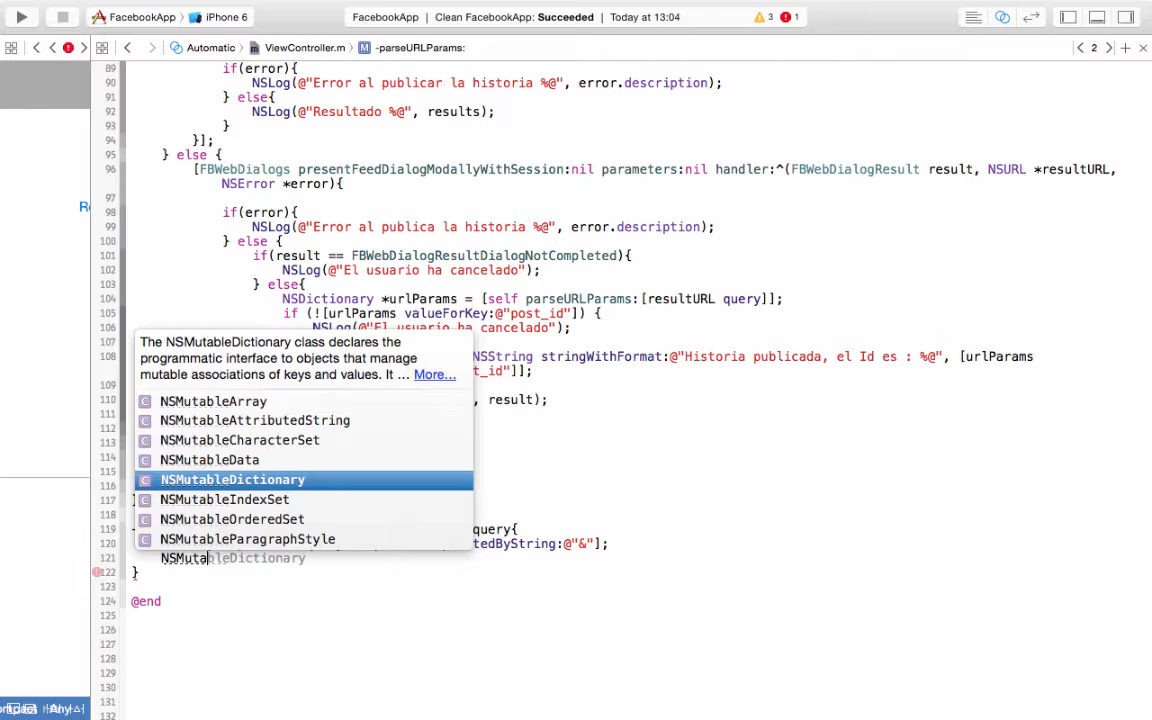 FacebookApp iPhone 6 FacebookApp | Clean FacebookApp: Succeeded | Today at 13:04 3 1
Automatic ViewController.m M -parseURLParams: 2
89 if(error){
90 NSLog(@"Error al publicar la historia %@", error.description);
91 } else{
92 NSLog(@"Resultado %@", results);
93 }
94 }];
95 } else {
96 [FBWebDialogs presentFeedDialogModallyWithSession:nil parameters:nil handler:^(FBWebDialogResult result, NSURL *resultURL,
NSError *error){
97
98 if(error){
99 NSLog(@"Error al publica la historia %@", error.description);
100 } else {
101 if(result == FBWebDialogResultDialogNotCompleted){
102 NSLog(@"El usuario ha cancelado");
103 } else{
104 NSDictionary *urlParams = [self parseURLParams:[resultURL query]];
105 if (![urlParams valueForKey:@"post_id"]) {
106 NSLog(@"El usuario ha cancelado");
107
The NSMutableDictionary class declares the
programmatic interface to objects that manage
mutable associations of keys and values. It ... More...
108 NSString stringWithFormat:@"Historia publicada, el Id es : %@", [urlParams
t_id"]];
109
110 , result);
111
112
113
114
115
116
117 ]
C NSMutableArray
C NSMutableAttributedString
C NSMutableCharacterSet
C NSMutableData
C NSMutableDictionary
C NSMutableIndexSet
C NSMutableOrderedSet
C NSMutableParagraphStyle
118
119 query{
120 tedByString:@"&"];
121 NSMutableDictionary
122 }
123
124 @end
125
126
127
128
129
130
131
132
Re
Any